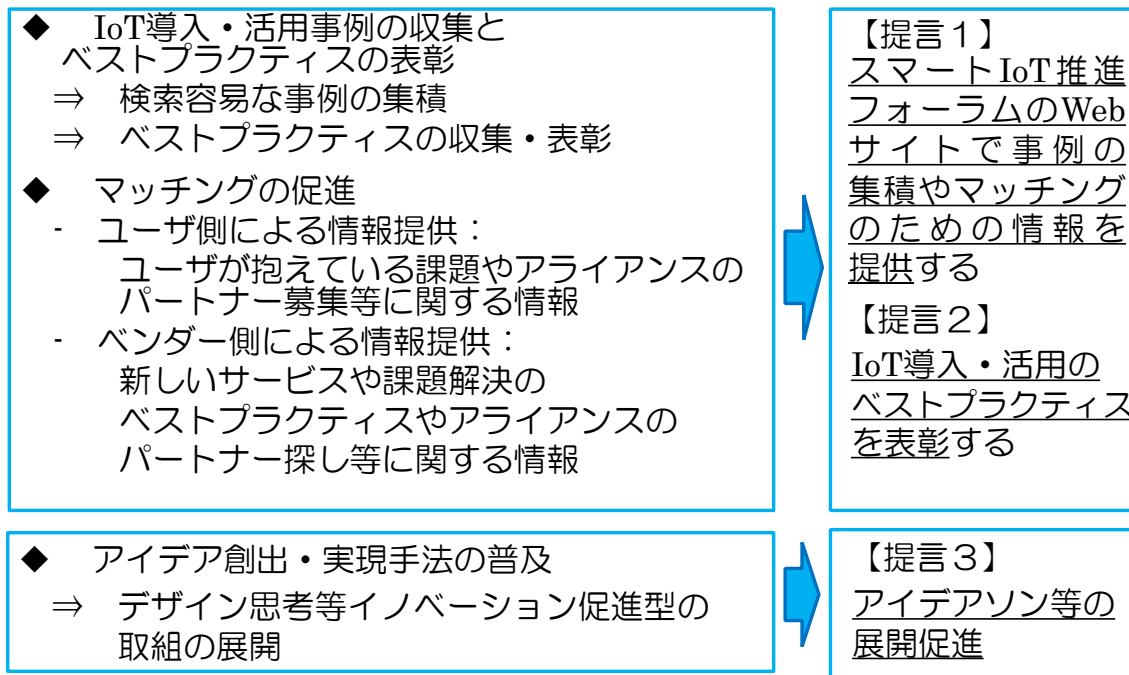 ◆ IoT導入・活用事例の収集と
ベストプラクティスの表彰
⇒ 検索容易な事例の集積
⇒ ベストプラクティスの収集・表彰
◆ マッチングの促進
- ユーザ側による情報提供：
ユーザが抱えている課題やアライアンスの
パートナー募集等に関する情報
- ベンダー側による情報提供：
新しいサービスや課題解決の
ベストプラクティスやアライアンスの
パートナー探し等に関する情報
【提言１】
スマートIoT推進
フォーラムのWeb
サイトで事例の
集積やマッチング
のための情報を
提供する
【提言２】
IoT導入・活用の
ベストプラクティス
を表彰する
◆ アイデア創出・実現手法の普及
⇒ デザイン思考等イノベーション促進型の
取組の展開
【提言３】
アイデアソン等の
展開促進